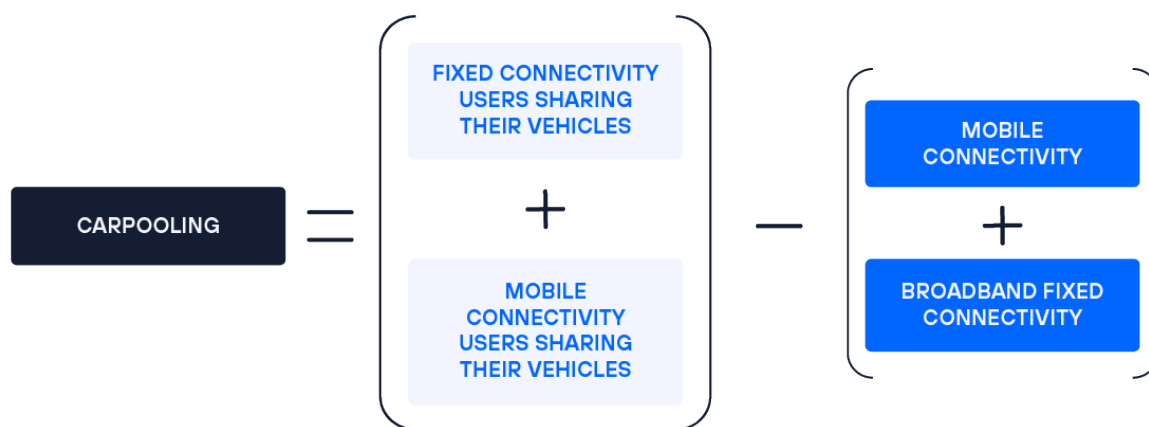 CARPOOLING
FIXED CONNECTIVITY
USERS SHARING
THEIR VEHICLES
+
MOBILE
CONNECTIVITY
USERS SHARING
THEIR VEHICLES
MOBILE
CONNECTIVITY
+
BROADBAND FIXED
CONNECTIVITY